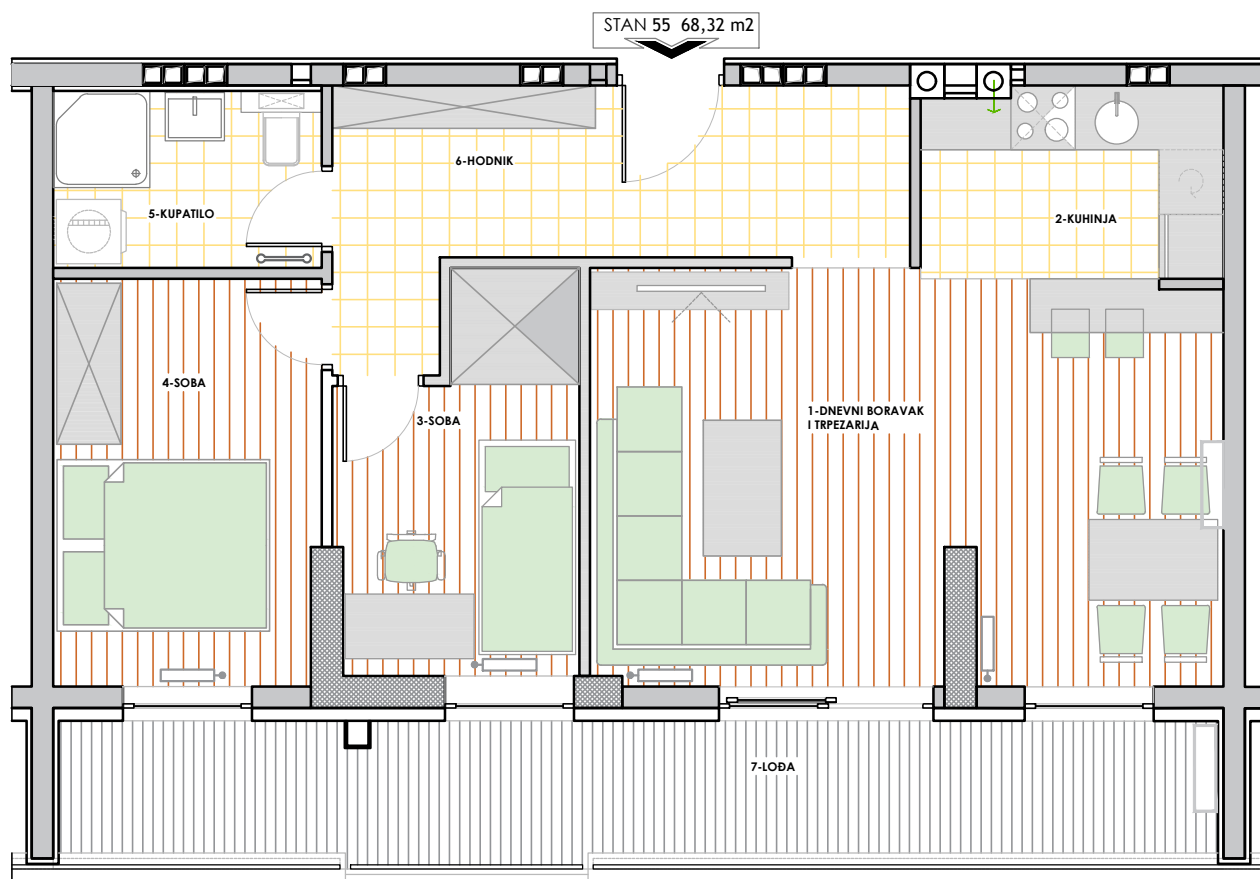 STAN 55 68,32 m2
6-HODNIK
5-KUPATILO
2-KUHINJA
4-SOBA
3-SOBA
1-DNEVNI BORAVAK
I TRPEZARIJA
7-LOĐA